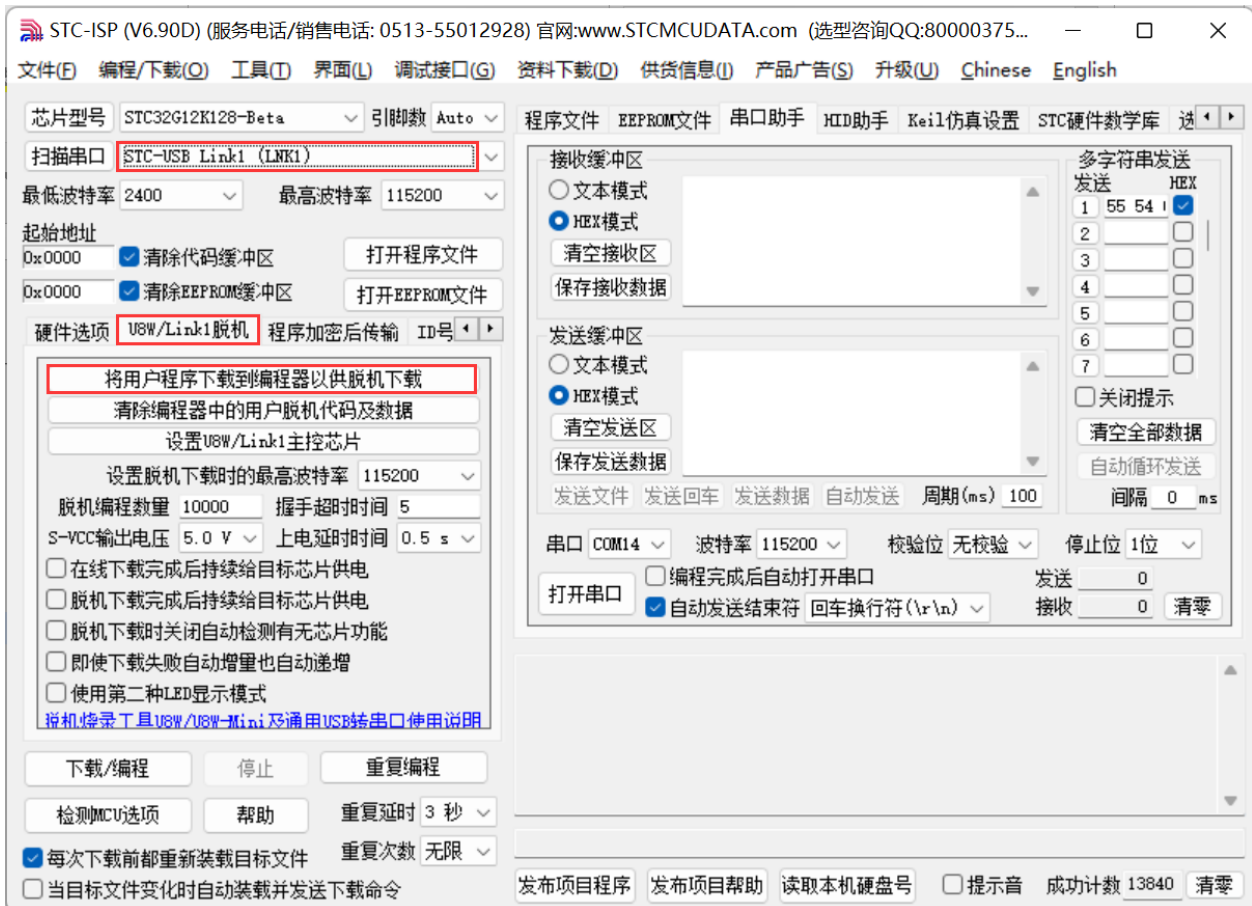 STC-ISP (V6.90D) (服务电话/销售电话: 0513-55012928) 官网:www.STCMCUDATA.com (选型咨询QQ:80000375...
文件(F) 编程/下载(O) 工具(T) 界面(L) 调试接口(G) 资料下载(D) 供货信息(I) 产品广告(S) 升级(U) Chinese English
芯片型号 STC32G12K128-Beta 引脚数 Auto
扫描串口 STC-USB Link1 (LNK1)
最低波特率 2400 最高波特率 115200
起始地址
0x0000 清除代码缓冲区 打开程序文件
0x0000 清除EEPROM缓冲区 打开EEPROM文件
硬件选项 U8W/Link1脱机 程序加密后传输 ID号
将用户程序下载到编程器以供脱机下载
清除编程器中的用户脱机代码及数据
设置U8W/Link1主控芯片
设置脱机下载时的最高波特率 115200
脱机编程数量 10000 握手超时时间 5
S-VCC输出电压 5.0 V 上电延时时间 0.5 s
在线下载完成后持续给目标芯片供电
脱机下载完成后持续给目标芯片供电
脱机下载时关闭自动检测有无芯片功能
即使下载失败自动增量也自动递增
使用第二种LED显示模式
脱机烧录工具U8W/U8W-Mini及通用USB转串口使用说明
下载/编程 停止 重复编程
检测MCU选项 帮助 重复延时 3 秒
每次下载前都重新装载目标文件 重复次数 无限
当目标文件变化时自动装载并发送下载命令
程序文件 EEPROM文件 串口助手 HID助手 Keil仿真设置 STC硬件数学库 选
接收缓冲区
文本模式
HEX模式
清空接收区
保存接收数据
发送缓冲区
文本模式
HEX模式
清空发送区
保存发送数据
发送文件 发送回车 发送数据 自动发送 周期(ms) 100
多字符串发送
发送 HEX
1 55 54
2
3
4
5
6
7
关闭提示
清空全部数据
自动循环发送
间隔 0 ms
串口 COM14 波特率 115200 校验位 无校验 停止位 1位
打开串口 编程完成后自动打开串口 发送 0
自动发送结束符 回车换行符(\r\n) 接收 0 清零
发布项目程序 发布项目帮助 读取本机硬盘号 提示音 成功计数 13840 清零